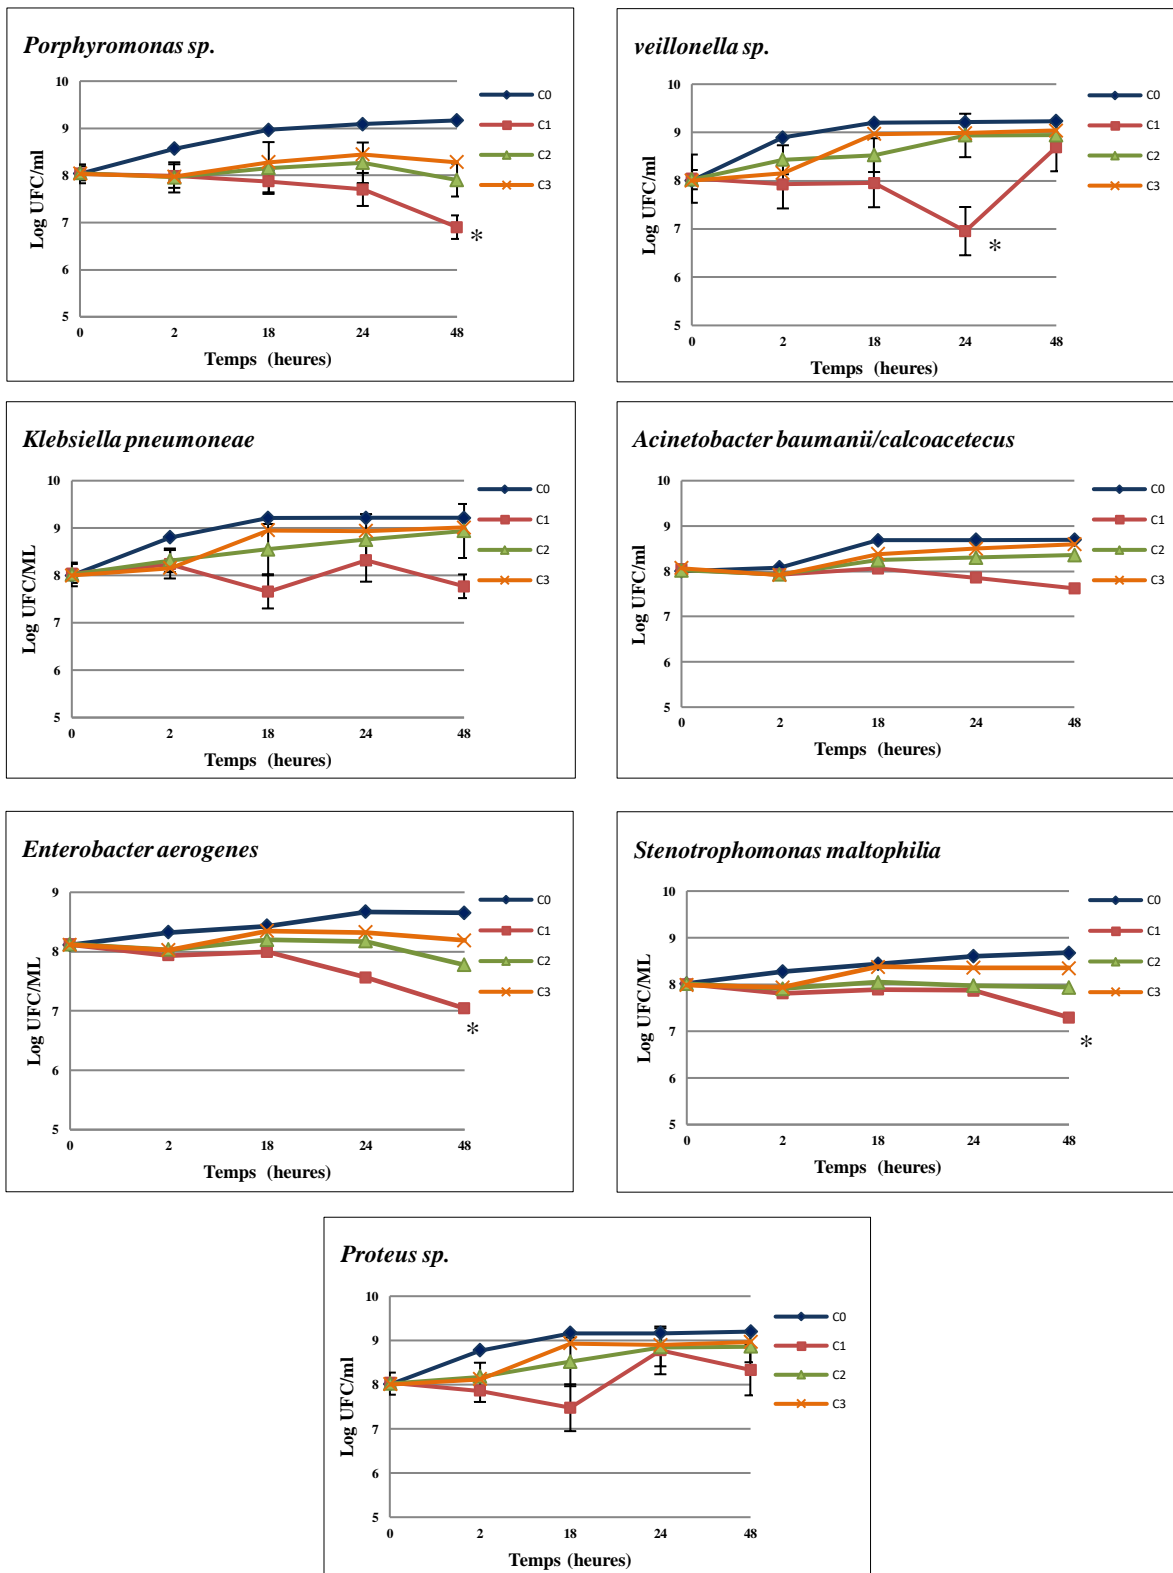 Porphyromonas sp.
Log UFC/ml
10
9
8
7
6
5
0 2 18 24 48
Temps (heures)
C0
C1
C2
C3
*
veillonella sp.
Log UFC/ml
10
9
8
7
6
5
0 2 18 24 48
Temps (heures)
C0
C1
C2
C3
*
Klebsiella pneumoneae
Log UFC/ML
10
9
8
7
6
5
0 2 18 24 48
Temps (heures)
C0
C1
C2
C3
Acinetobacter baumanii/calcoacetecus
Log UFC/ml
10
9
8
7
6
5
0 2 18 24 48
Temps (heures)
C0
C1
C2
C3
Enterobacter aerogenes
Log UFC/ML
9
8
7
6
5
0 2 18 24 48
Temps (heures)
C0
C1
C2
C3
*
Stenotrophomonas maltophilia
Log UFC/ML
10
9
8
7
6
5
0 2 18 24 48
Temps (heures)
C0
C1
C2
C3
*
Proteus sp.
Log UFC/ml
10
9
8
7
6
5
0 2 18 24 48
Temps (heures)
C0
C1
C2
C3